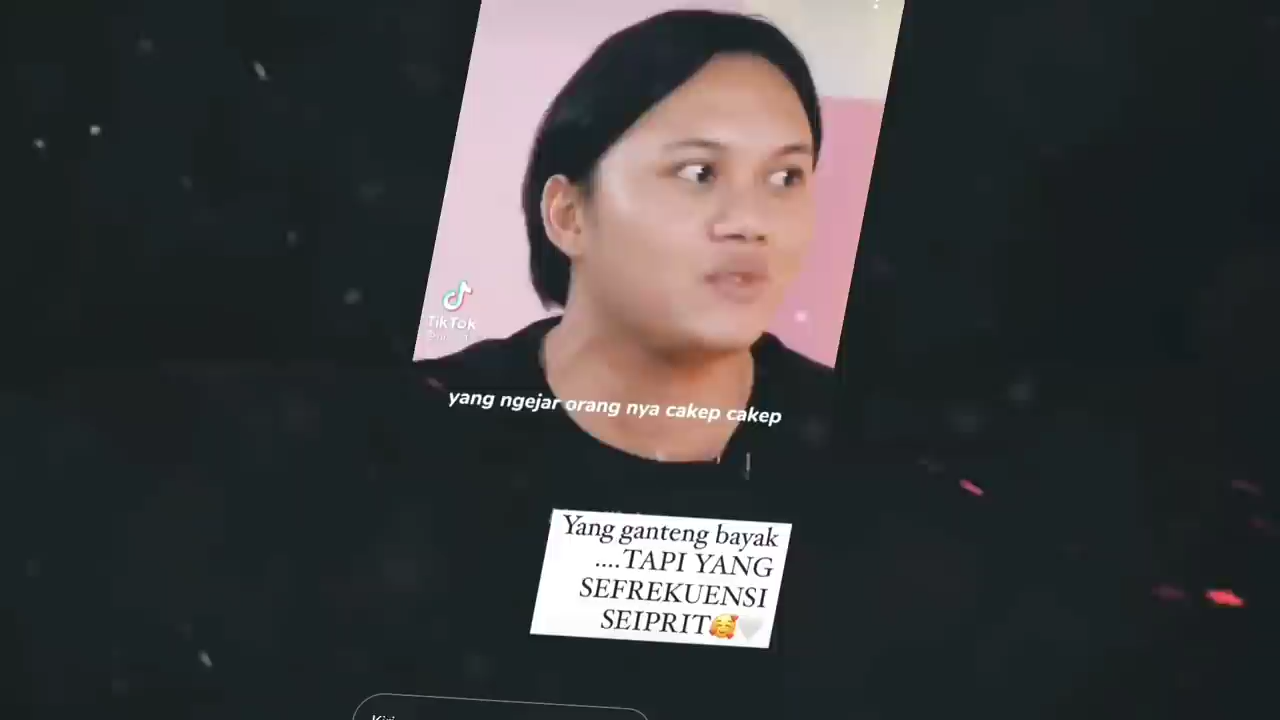 TikTok
yang ngejar orang nya cakep cakep
Yang ganteng bayak
....TAPI YANG
SEFREKUENSI
SEIPRIT🥰🤍